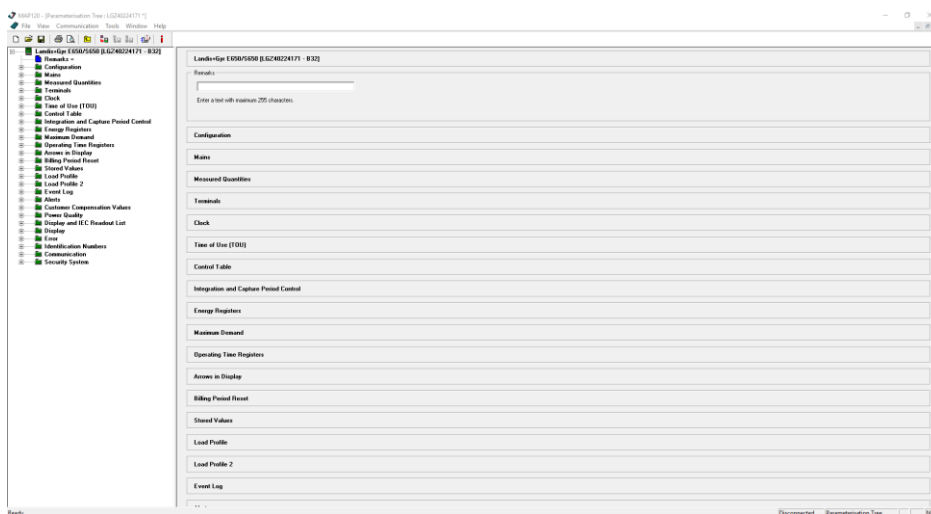 MAP120 - [Parameterisation Tree : LGZ40224171 *]
File View Communication Tools Window Help
Landis+Gyr E650/S650 [LGZ40224171 - B32]
Remarks ~
Configuration
Mains
Measured Quantities
Terminals
Clock
Time of Use (TOU)
Control Table
Integration and Capture Period Control
Energy Registers
Maximum Demand
Operating Time Registers
Arrows in Display
Billing Period Reset
Stored Values
Load Profile
Load Profile 2
Event Log
Alerts
Customer Compensation Values
Power Quality
Display and IEC Readout List
Display
Error
Identification Numbers
Communication
Security System
Landis+Gyr E650/S650 [LGZ40224171 - B32]
Remarks
Enter a text with maximum 255 characters.
Configuration
Mains
Measured Quantities
Terminals
Clock
Time of Use (TOU)
Control Table
Integration and Capture Period Control
Energy Registers
Maximum Demand
Operating Time Registers
Arrows in Display
Billing Period Reset
Stored Values
Load Profile
Load Profile 2
Event Log
Ready
Disconnected Parameterisation Tree